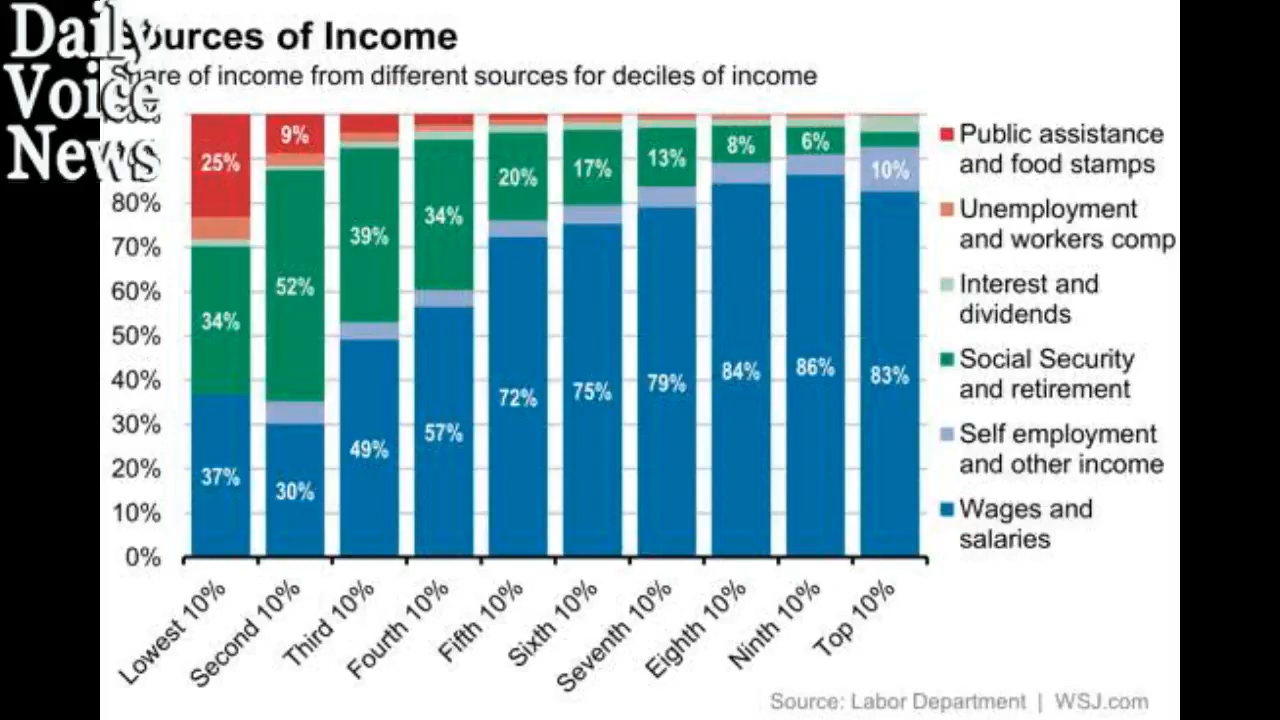 Daily
Voice
News
Sources of Income
Share of income from different sources for deciles of income
80%
70%
60%
50%
40%
30%
20%
10%
0%
25%
34%
37%
9%
52%
30%
39%
49%
34%
57%
20%
72%
17%
75%
13%
79%
8%
84%
6%
86%
10%
83%
Lowest 10%
Second 10%
Third 10%
Fourth 10%
Fifth 10%
Sixth 10%
Seventh 10%
Eighth 10%
Ninth 10%
Top 10%
Public assistance
and food stamps
Unemployment
and workers comp
Interest and
dividends
Social Security
and retirement
Self employment
and other income
Wages and
salaries
Source: Labor Department | WSJ.com